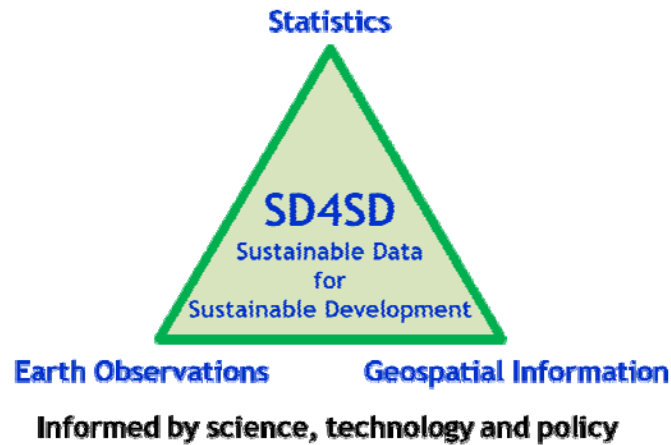 Statistics
SD4SD
Sustainable Data
for
Sustainable Development
Earth Observations Geospatial Information
Informed by science, technology and policy